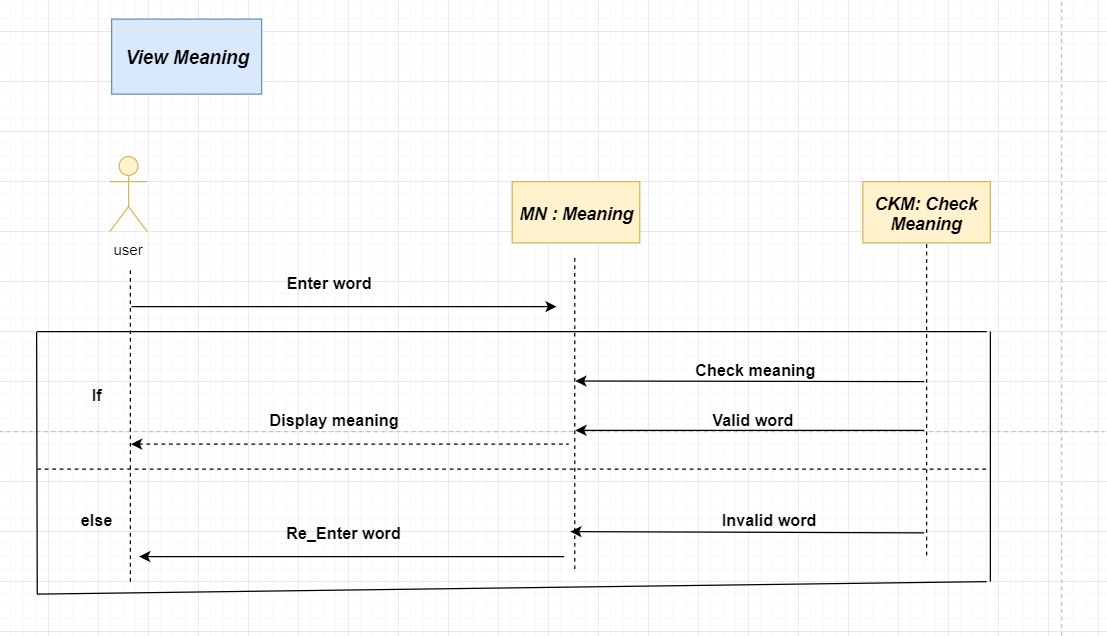 View Meaning
user
MN : Meaning
CKM: Check
Meaning
Enter word
Check meaning
If
Display meaning
Valid word
else
Invalid word
Re_Enter word